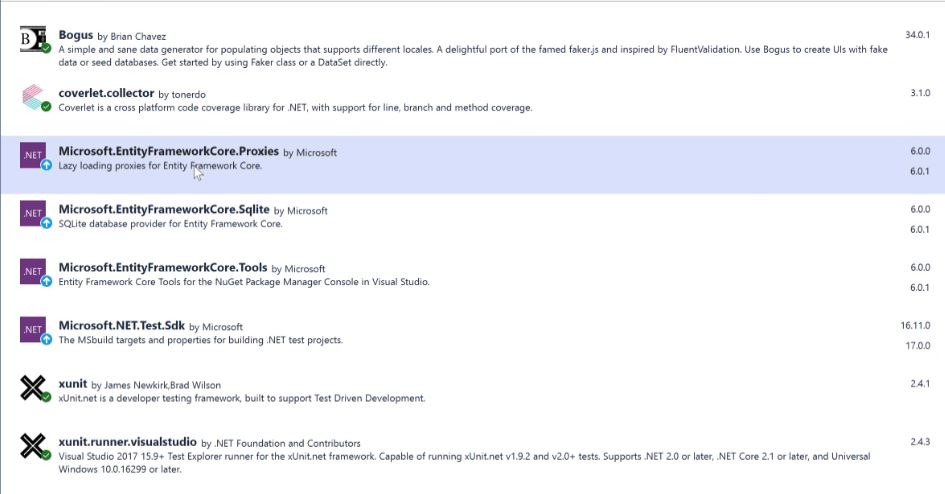 Bogus by Brian Chavez 34.0.1
A simple and sane data generator for populating objects that supports different locales. A delightful port of the famed faker.js and inspired by FluentValidation. Use Bogus to create UIs with fake
data or seed databases. Get started by using Faker class or a DataSet directly.
coverlet.collector by tonerdo 3.1.0
Coverlet is a cross platform code coverage library for .NET, with support for line, branch and method coverage.
.NET Microsoft.EntityFrameworkCore.Proxies by Microsoft 6.0.0
Lazy loading proxies for Entity Framework Core. 6.0.1
.NET Microsoft.EntityFrameworkCore.Sqlite by Microsoft 6.0.0
SQLite database provider for Entity Framework Core. 6.0.1
.NET Microsoft.EntityFrameworkCore.Tools by Microsoft 6.0.0
Entity Framework Core Tools for the NuGet Package Manager Console in Visual Studio. 6.0.1
.NET Microsoft.NET.Test.Sdk by Microsoft 16.11.0
The MSbuild targets and properties for building .NET test projects. 17.0.0
xunit by James Newkirk,Brad Wilson 2.4.1
xUnit.net is a developer testing framework, built to support Test Driven Development.
xunit.runner.visualstudio by .NET Foundation and Contributors 2.4.3
Visual Studio 2017 15.9+ Test Explorer runner for the xUnit.net framework. Capable of running xUnit.net v1.9.2 and v2.0+ tests. Supports .NET 2.0 or later, .NET Core 2.1 or later, and Universal
Windows 10.0.16299 or later.